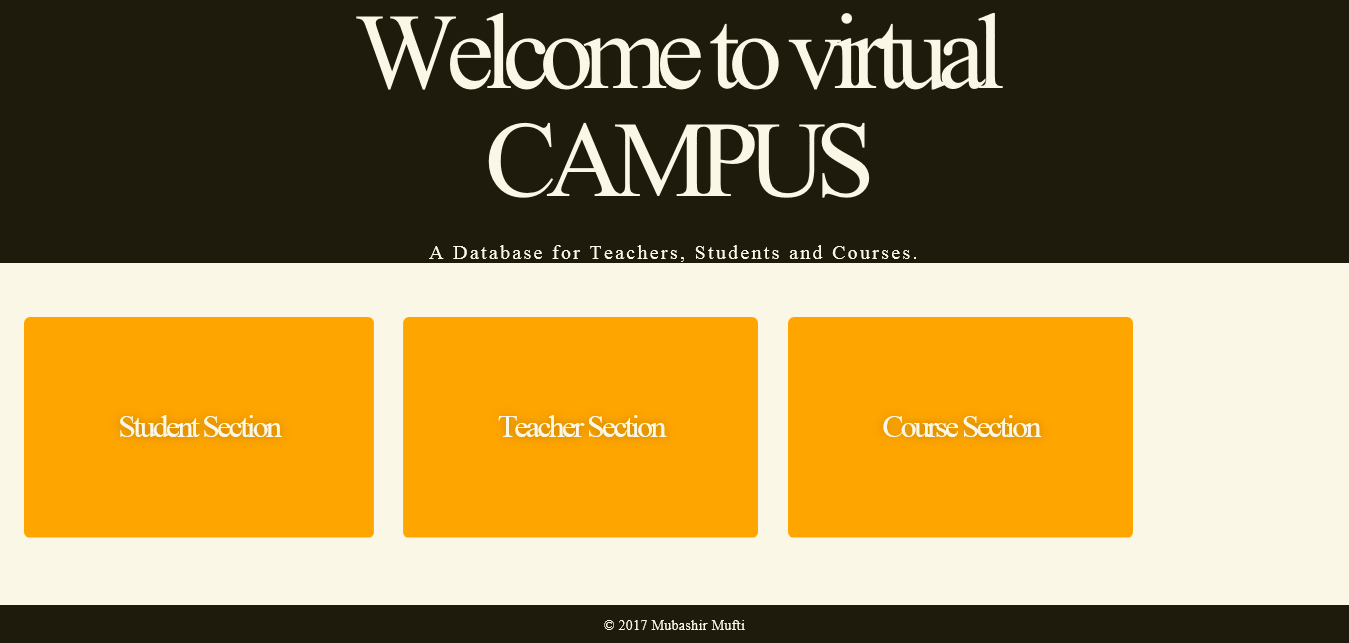 Welcome to virtual
CAMPUS
A Database for Teachers, Students and Courses.
Student Section
Teacher Section
Course Section
© 2017 Mubashir Mufti